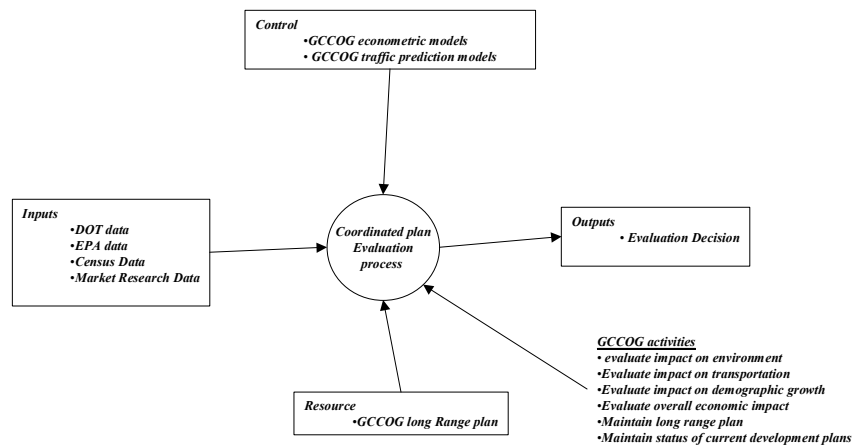 Control
•GCCOG econometric models
• GCCOG traffic prediction models
Inputs
•DOT data
•EPA data
•Census Data
•Market Research Data
Coordinated plan
Evaluation
process
Outputs
• Evaluation Decision
Resource
•GCCOG long Range plan
GCCOG activities
• evaluate impact on environment
•Evaluate impact on transportation
•Evaluate impact on demographic growth
•Evaluate overall economic impact
•Maintain long range plan
•Maintain status of current development plans